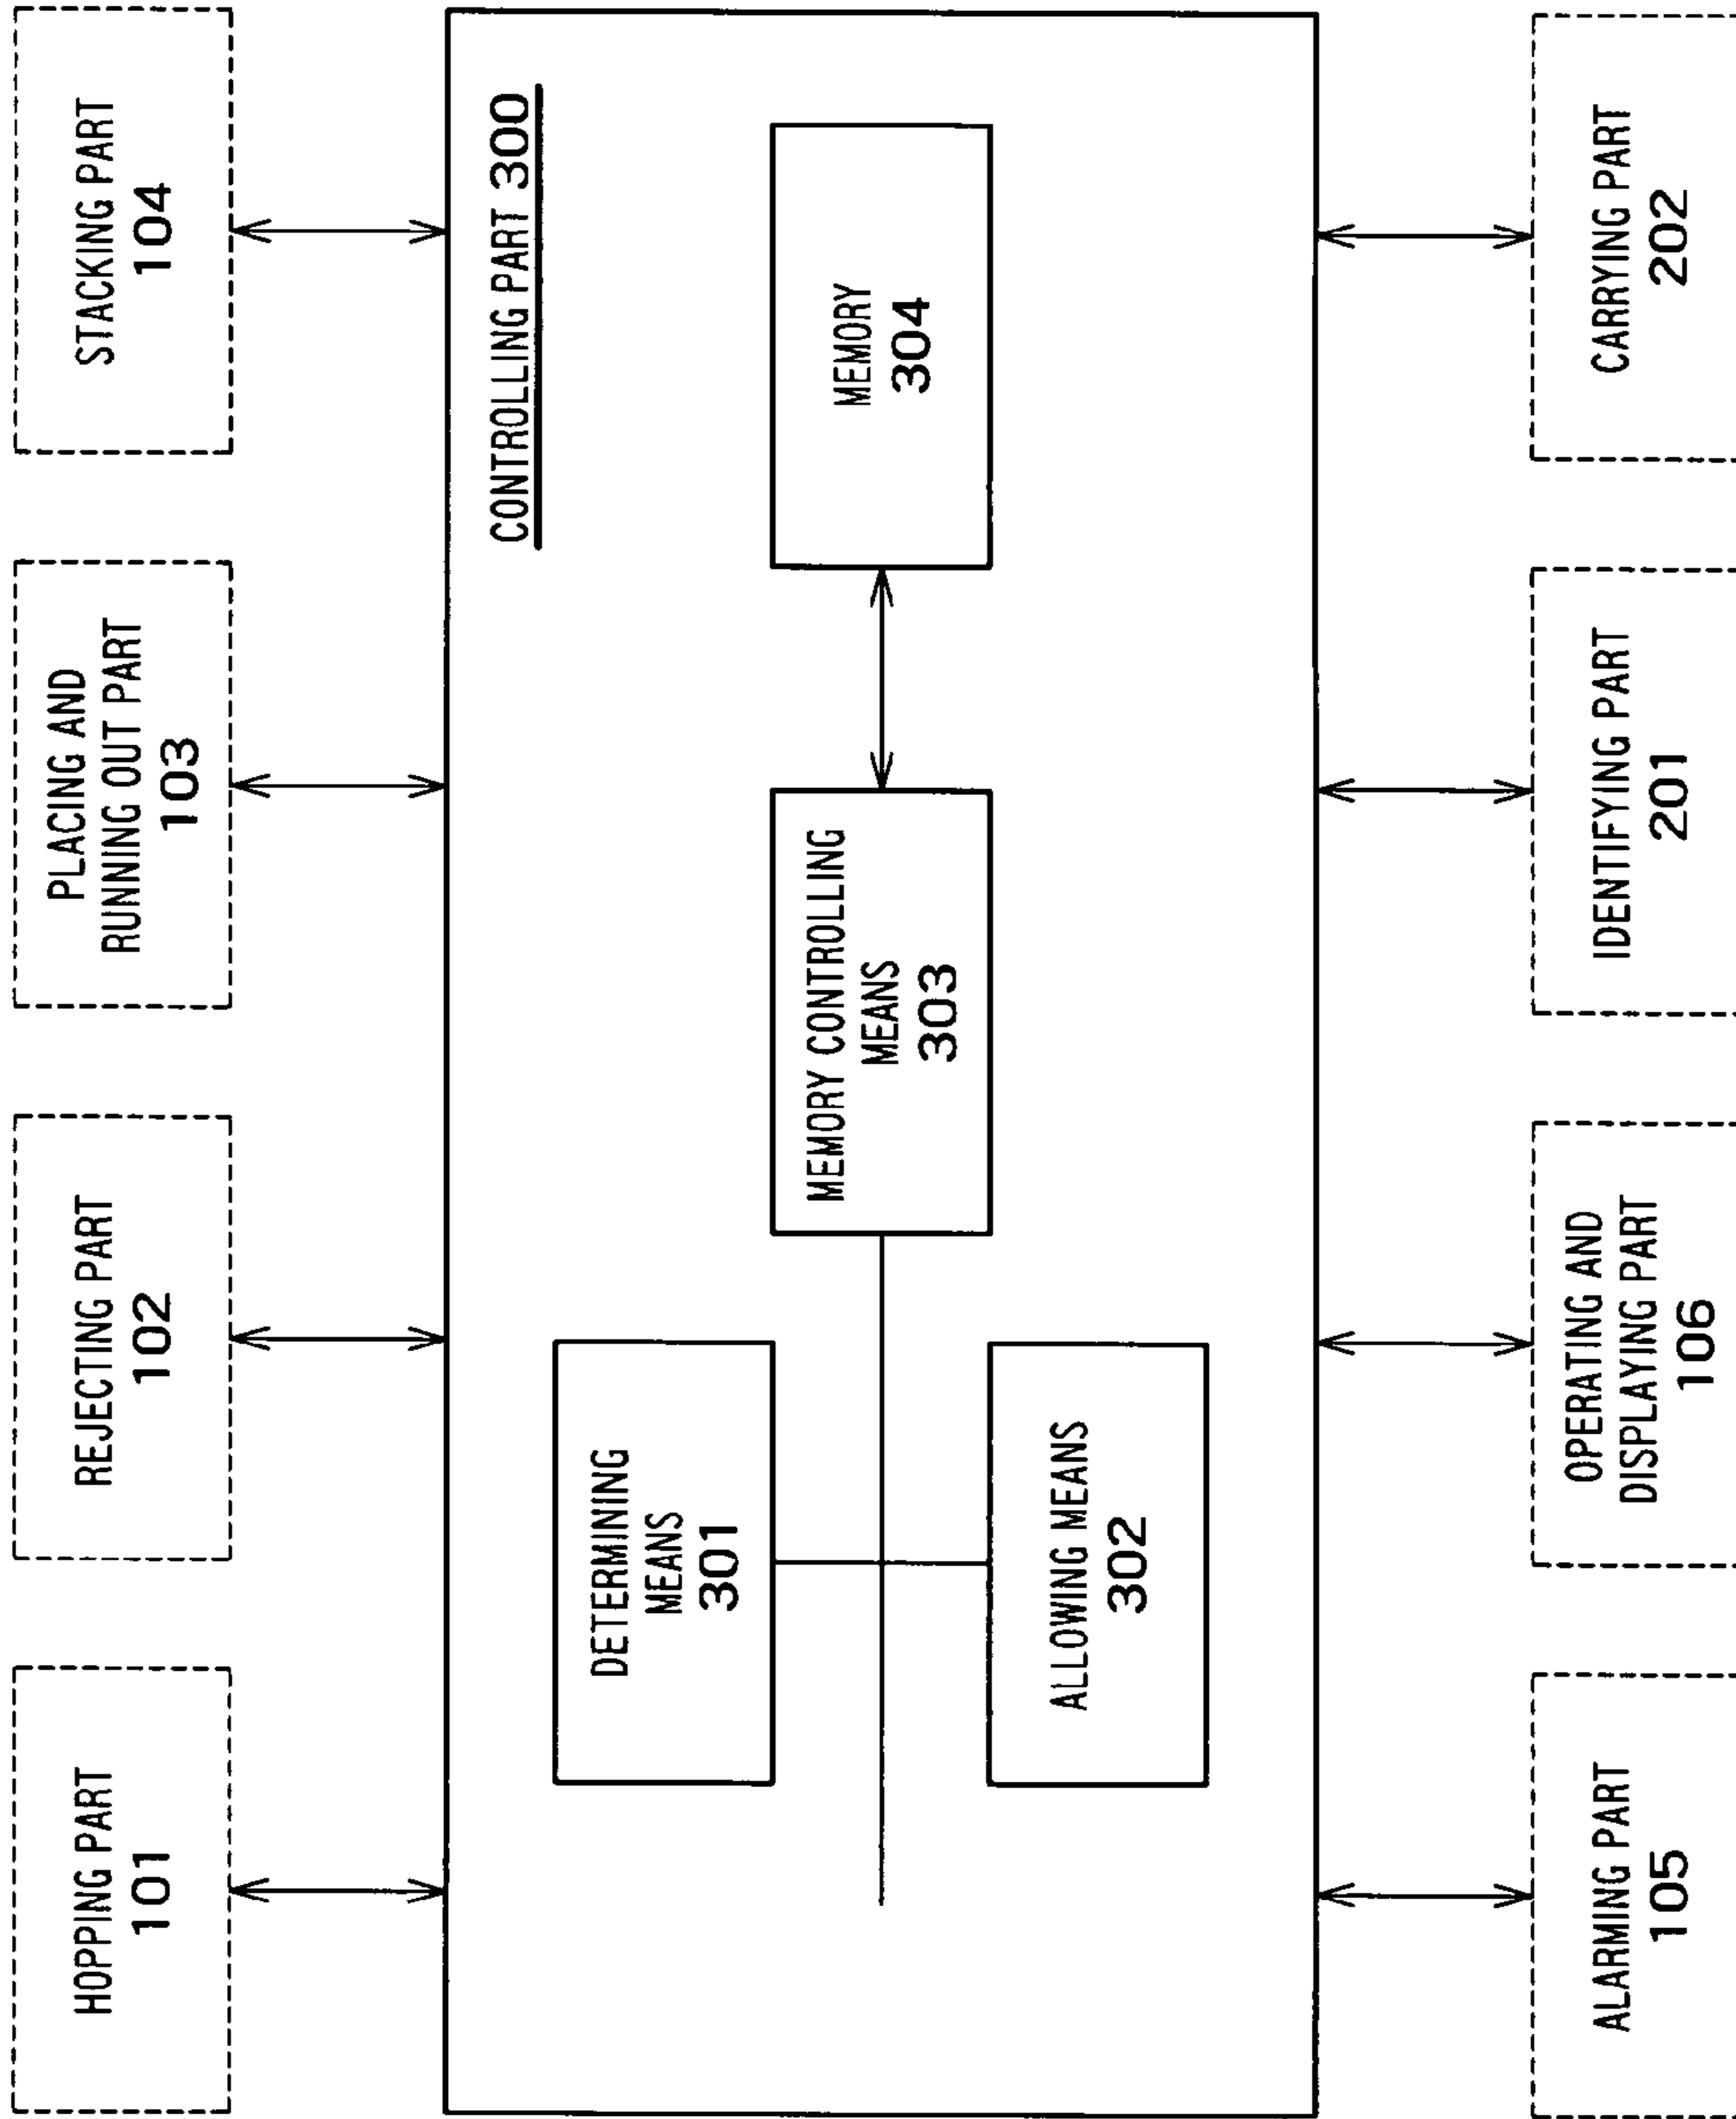 HOPPING PART
101
REJECTING PART
102
PLACING AND
RUNNING OUT PART
103
STACKING PART
104
CONTROLLING PART 300
DETERMINING
MEANS
301
ALLOWING MEANS
302
MEMORY CONTROLLING
MEANS
303
MEMORY
304
ALARMING PART
105
OPERATING AND
DISPLAYING PART
106
IDENTIFYING PART
201
CARRYING PART
202